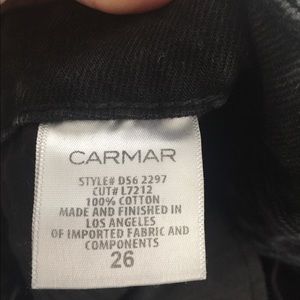 CARMAR
STYLE# D56 2297
CUT# L7212
100% COTTON
MADE AND FINISHED IN
LOS ANGELES
OF IMPORTED FABRIC AND
COMPONENTS
26